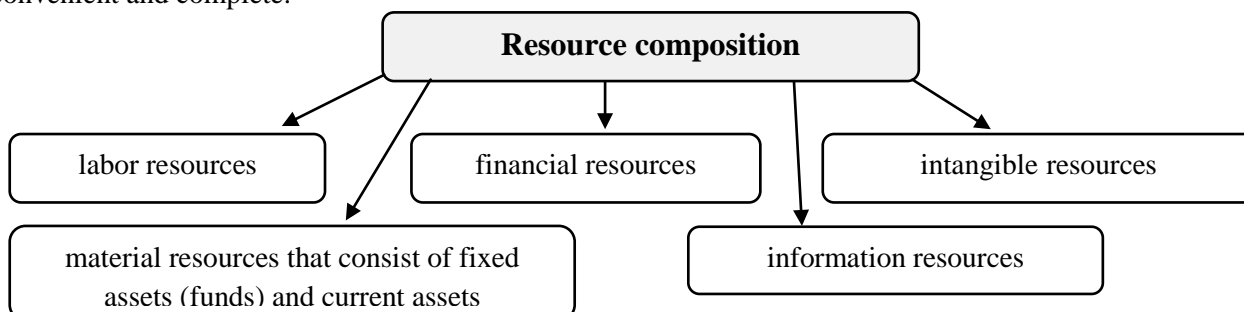 convenient and complete.
Resource composition
labor resources
financial resources
intangible resources
material resources that consist of fixed
assets (funds) and current assets
information resources